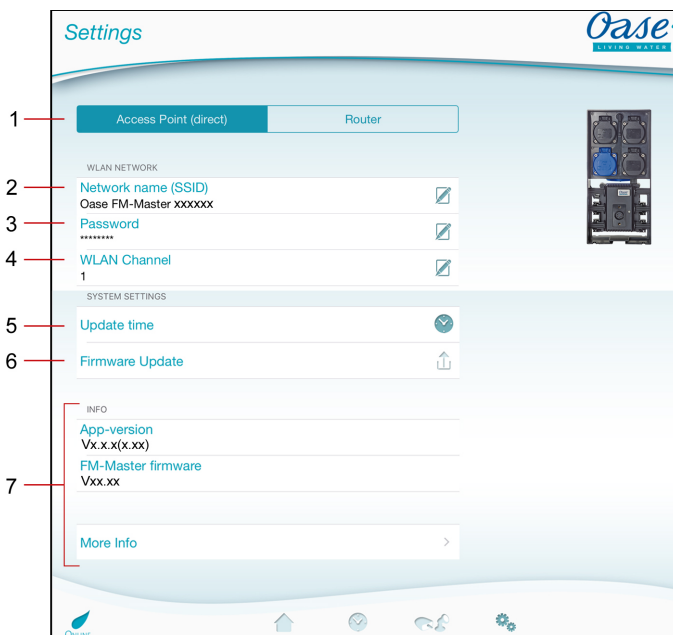 Settings
Oase
LIVING WATER
1
Access Point (direct)
Router
WLAN NETWORK
2
Network name (SSID)
Oase FM-Master xxxxxx
3
Password
********
4
WLAN Channel
1
SYSTEM SETTINGS
5
Update time
6
Firmware Update
7
INFO
App-version
Vx.x.x(x.xx)
FM-Master firmware
Vxx.xx
More Info
ONLINE